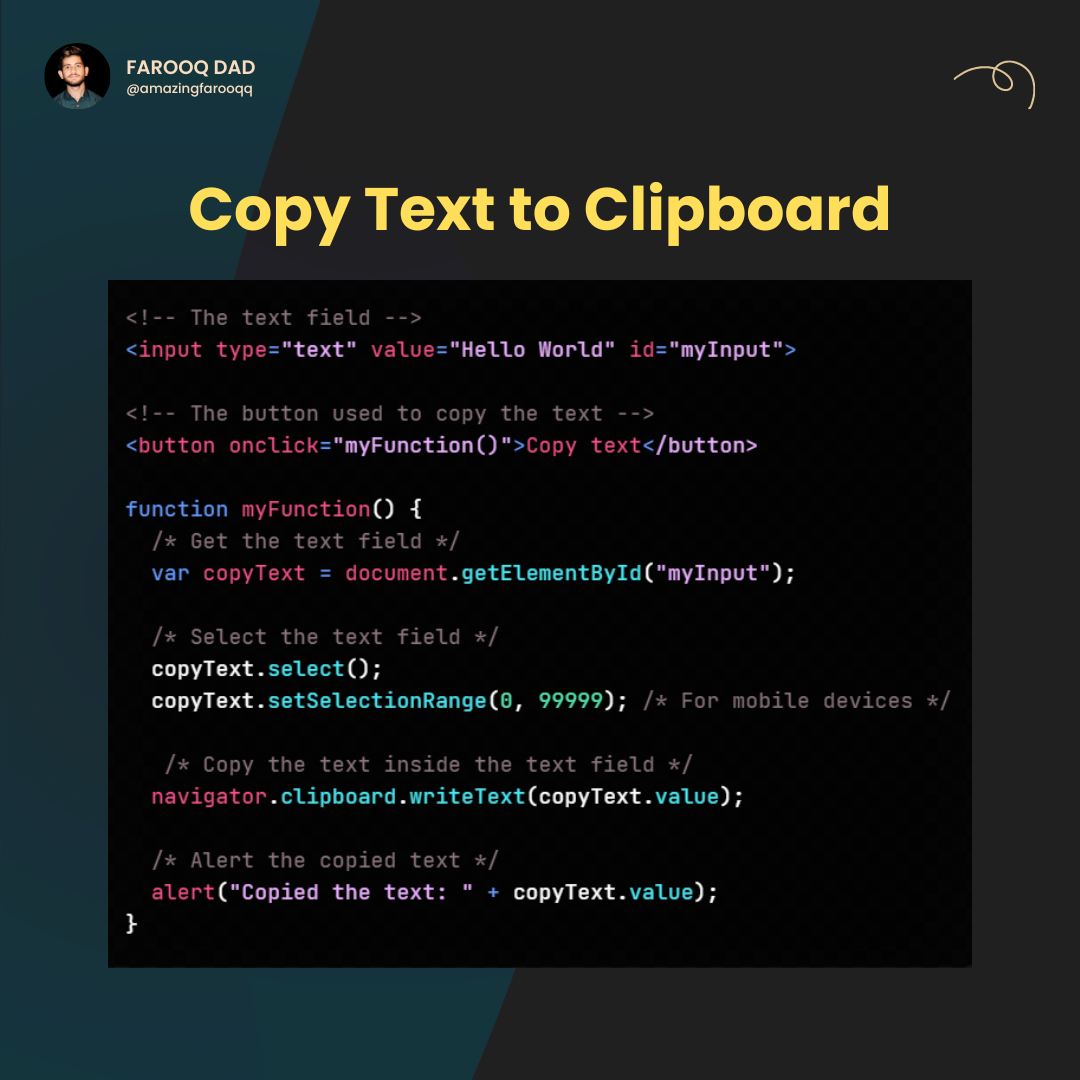 FAROOQ DAD
@amazingfarooqq
Copy Text to Clipboard
<!-- The text field -->
<input type="text" value="Hello World" id="myInput">
<!-- The button used to copy the text -->
<button onclick="myFunction()">Copy text</button>
function myFunction() {
  /* Get the text field */
  var copyText = document.getElementById("myInput");
  /* Select the text field */
  copyText.select();
  copyText.setSelectionRange(0, 99999); /* For mobile devices */
   /* Copy the text inside the text field */
  navigator.clipboard.writeText(copyText.value);
  /* Alert the copied text */
  alert("Copied the text: " + copyText.value);
}